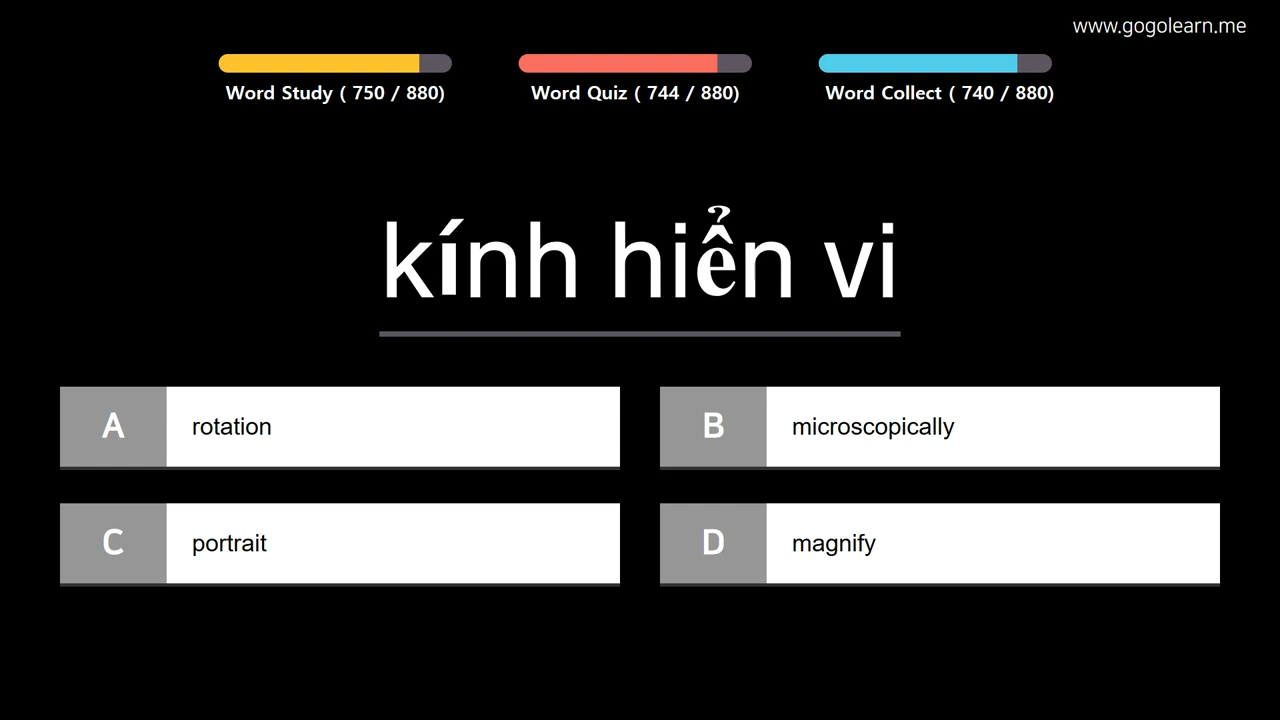 www.gogolearn.me
Word Study ( 750 / 880)
Word Quiz ( 744 / 880)
Word Collect ( 740 / 880)
kính hiển vi
A rotation
B microscopically
C portrait
D magnify